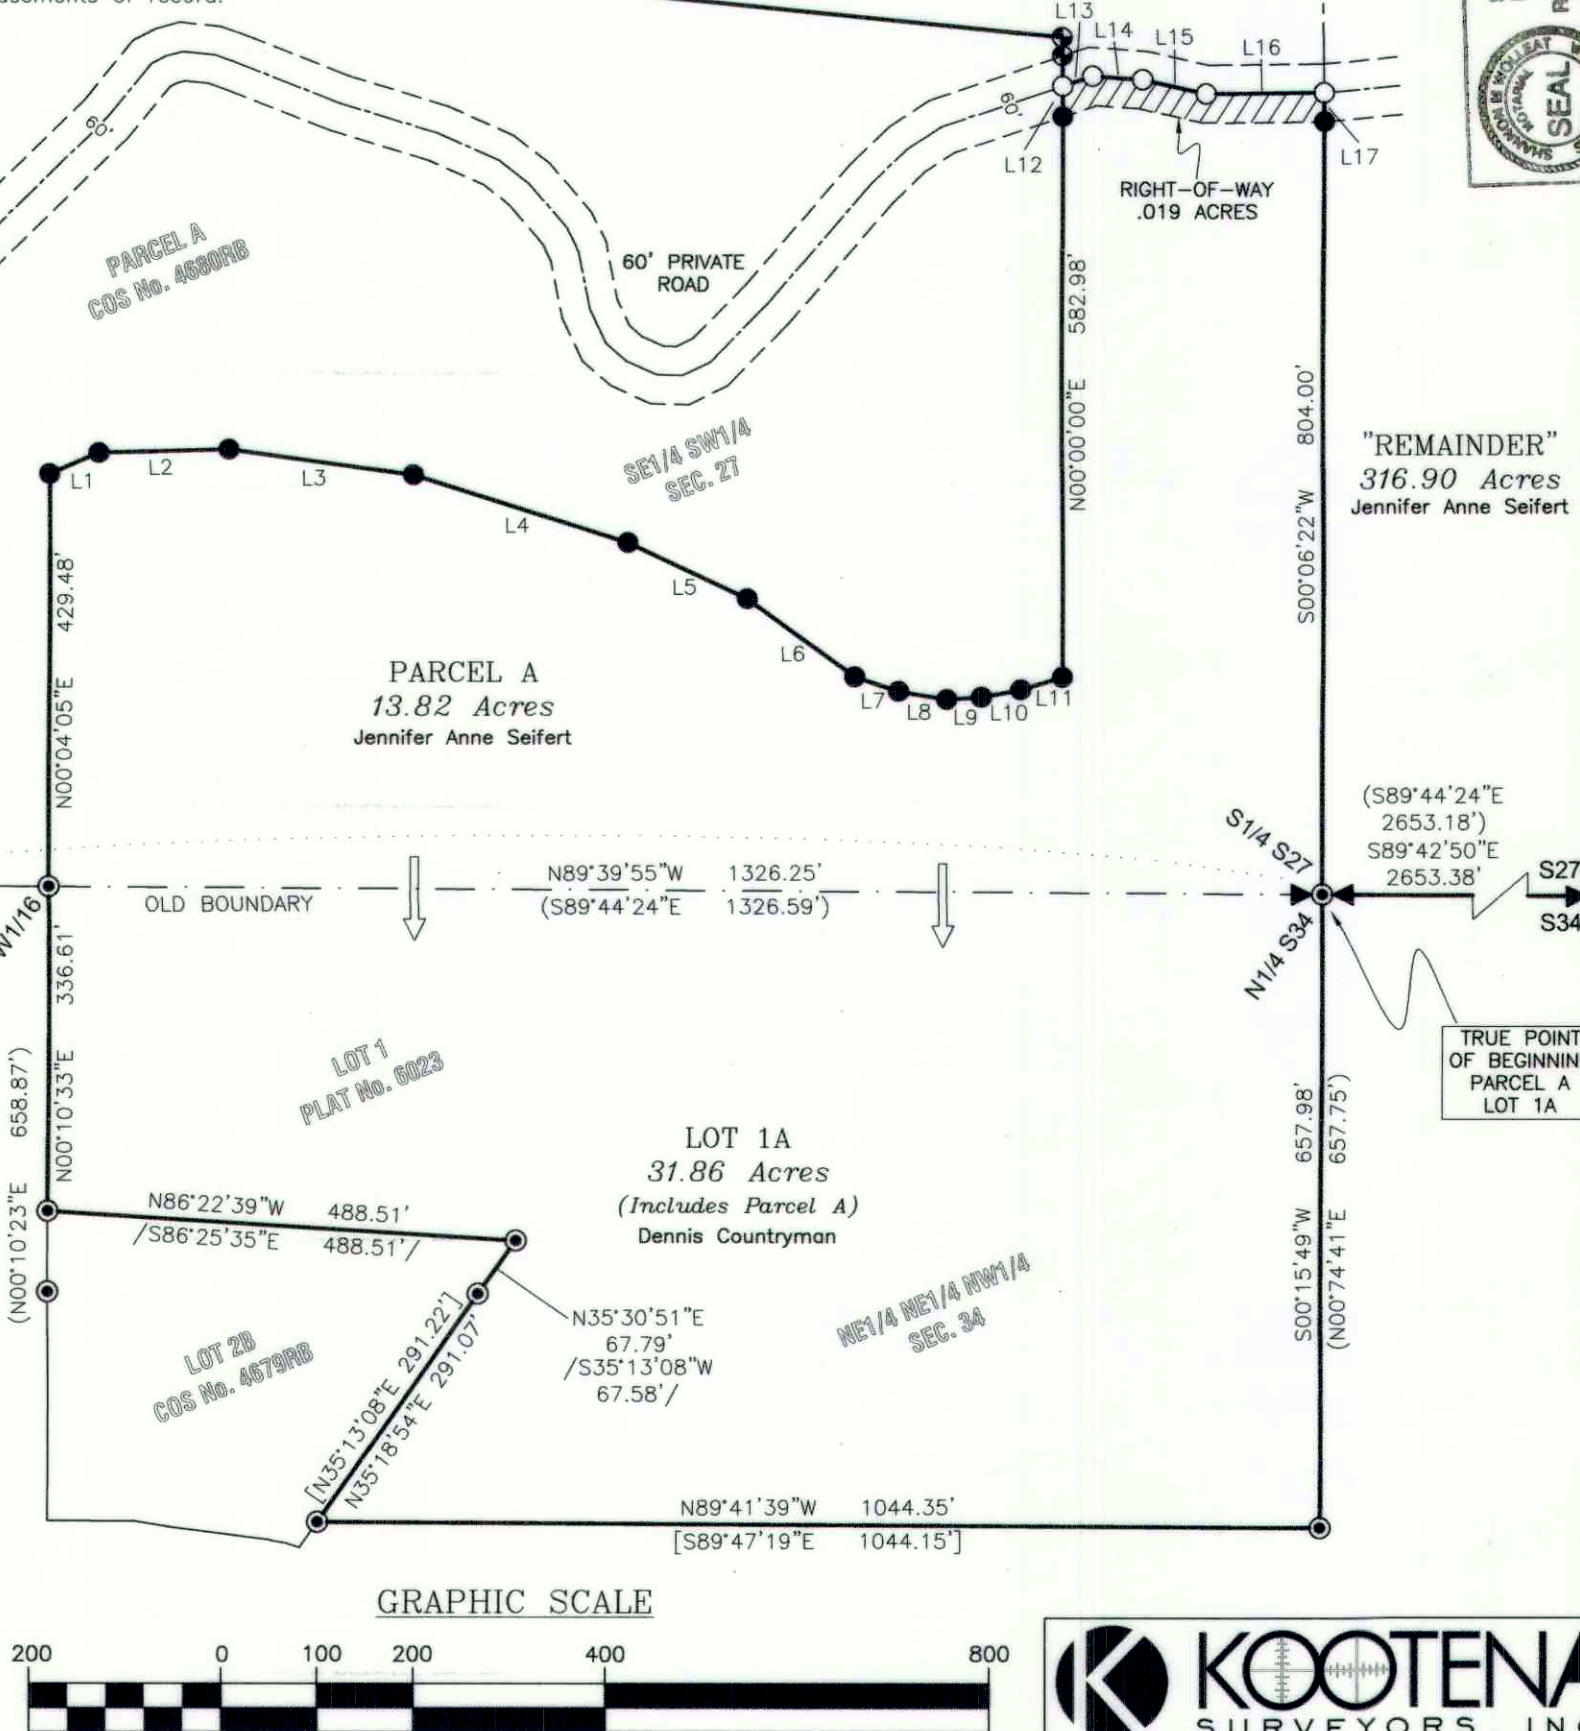 L13
L14
L15
L16
60'
60'
L12
L17
RIGHT-OF-WAY
.019 ACRES
SHANNON
NOTARIAL
SEAL
PARCEL A
COS No. 4680RB
60' PRIVATE
ROAD
582.98'
N00°00'00"E
804.00'
S00°06'22"W
"REMAINDER"
316.90 Acres
Jennifer Anne Seifert
SE1/4 SW1/4
SEC. 27
L1
L2
L3
L4
L5
L6
L7
L8
L9
L10
L11
429.48'
N00°04'05"E
PARCEL A
13.82 Acres
Jennifer Anne Seifert
(S89°44'24"E
2653.18')
S89°42'50"E
2653.38'
S1/4 S27
N1/4 S34
S27
S34
N89°39'55"W 1326.25'
(S89°44'24"E 1326.59')
OLD BOUNDARY
W1/16
336.61'
N00°10'33"E
658.87')
(N00°10'23"E
LOT 1
PLAT No. 6023
TRUE POINT
OF BEGINNIN
PARCEL A
LOT 1A
LOT 1A
31.86 Acres
(Includes Parcel A)
Dennis Countryman
657.98'
S00°15'49"W
657.75')
(N00°74'41"E
N86°22'39"W 488.51'
/S86°25'35"E 488.51'/
N35°30'51"E
67.79'
/S35°13'08"W
67.58'/
NE1/4 NE1/4 NW1/4
SEC. 34
LOT 2B
COS No. 4679RB
[N35°13'08"E 291.22']
N35°18'54"E 291.07'
N89°41'39"W 1044.35'
[S89°47'19"E 1044.15']
GRAPHIC SCALE
200 0 100 200 400 800
KOOTENA
SURVEYORS, INC